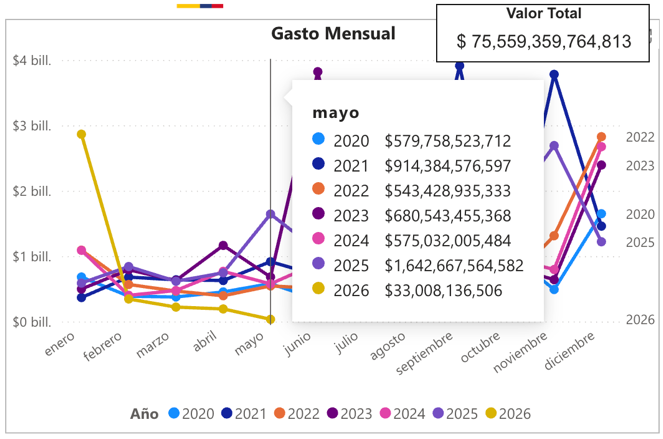 Valor Total
$ 75,559,359,764,813
Gasto Mensual
$4 bill.
$3 bill.
$2 bill.
$1 bill.
$0 bill.
mayo
2020 $579,758,523,712
2021 $914,384,576,597
2022 $543,428,935,333
2023 $680,543,455,368
2024 $575,032,005,484
2025 $1,642,667,564,582
2026 $33,008,136,506
2022
2023
2020
2025
2026
enero
febrero
marzo
abril
mayo
junio
julio
agosto
septiembre
octubre
noviembre
diciembre
Año 2020 2021 2022 2023 2024 2025 2026